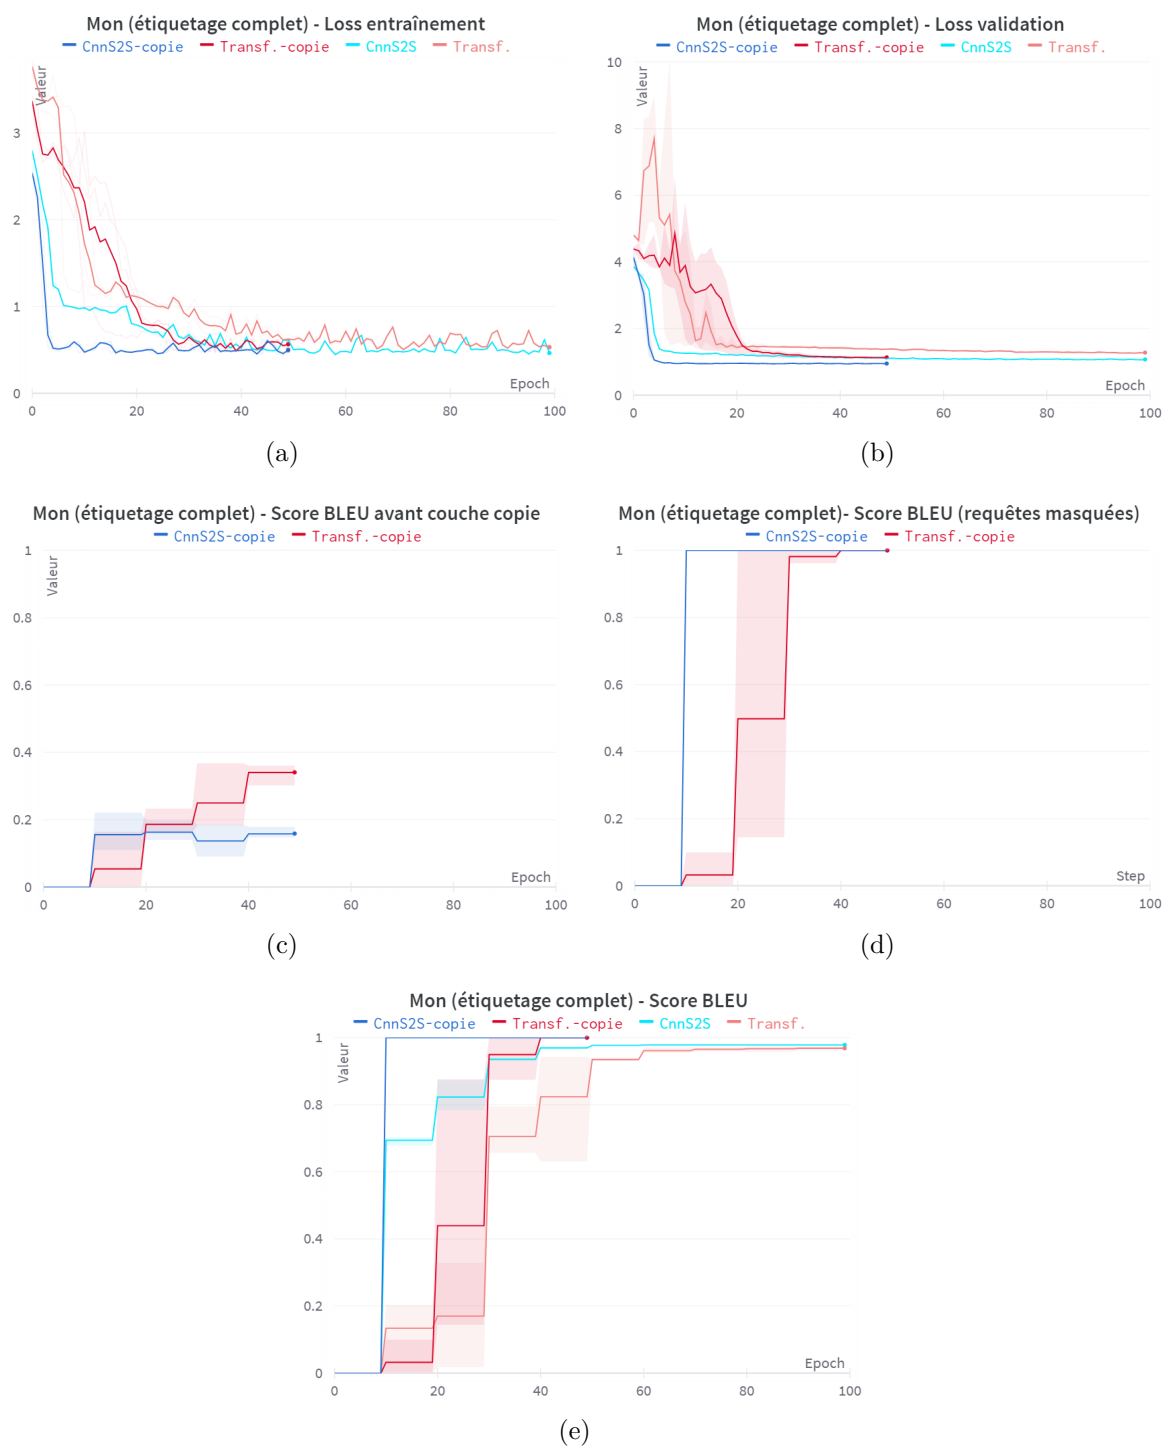 Mon (étiquetage complet) - Loss entraînement
CnnS2S-copie Transf.-copie CnnS2S Transf.
Valeur
3
2
1
0
Epoch
0 20 40 60 80 100
(a)
Mon (étiquetage complet) - Loss validation
CnnS2S-copie Transf.-copie CnnS2S Transf.
Valeur
10
8
6
4
2
0
Epoch
0 20 40 60 80 100
(b)
Mon (étiquetage complet) - Score BLEU avant couche copie
CnnS2S-copie Transf.-copie
Valeur
1
0.8
0.6
0.4
0.2
0
Epoch
0 20 40 60 80 100
(c)
Mon (étiquetage complet)- Score BLEU (requêtes masquées)
CnnS2S-copie Transf.-copie
1
0.8
0.6
0.4
0.2
0
Step
0 20 40 60 80 100
(d)
Mon (étiquetage complet) - Score BLEU
CnnS2S-copie Transf.-copie CnnS2S Transf.
Valeur
1
0.8
0.6
0.4
0.2
0
Epoch
0 20 40 60 80 100
(e)